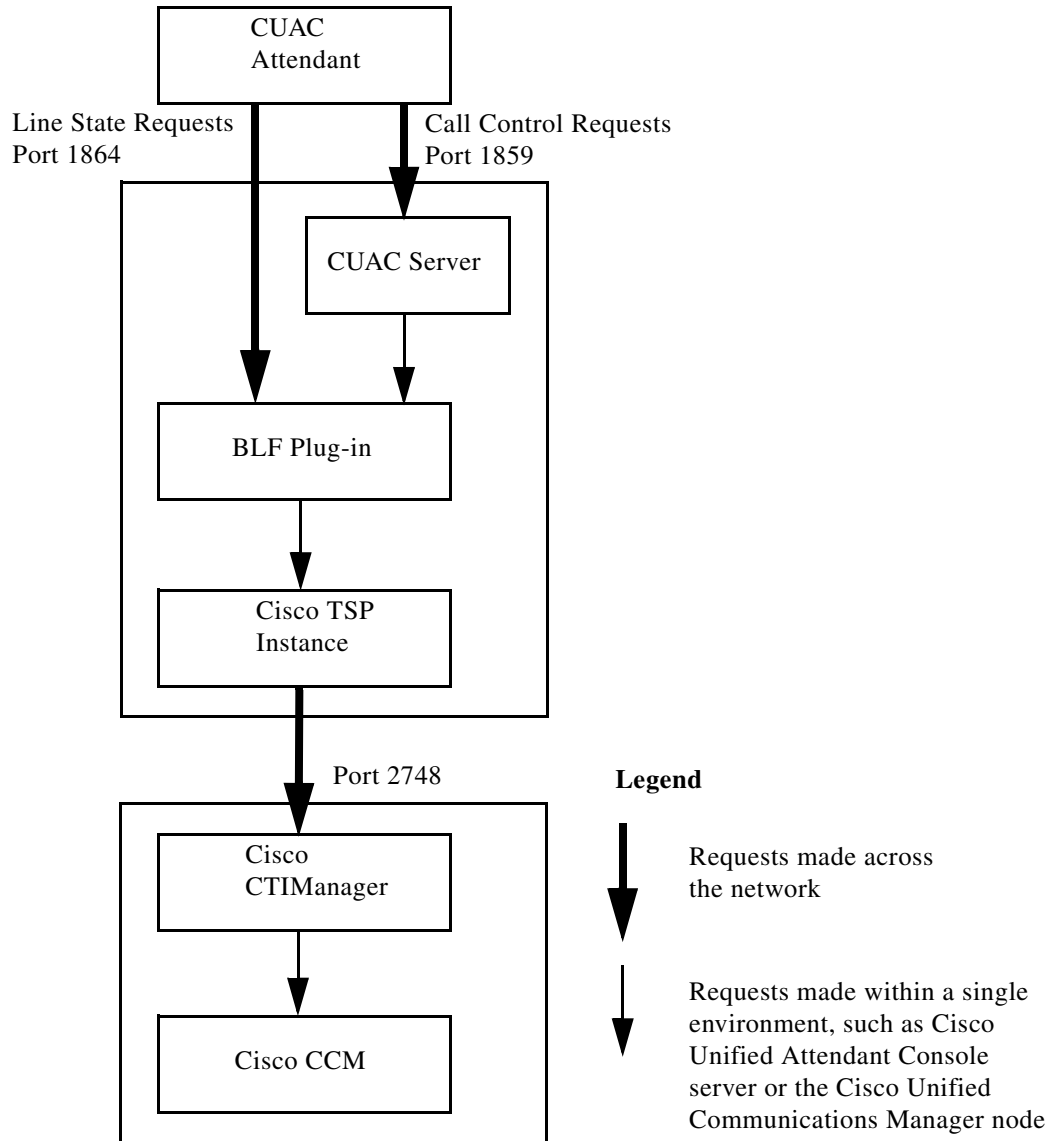 CUAC
Attendant
Line State Requests
Port 1864
Call Control Requests
Port 1859
CUAC Server
BLF Plug-in
Cisco TSP
Instance
Port 2748
Cisco
CTIManager
Cisco CCM
Legend
Requests made across
the network
Requests made within a single
environment, such as Cisco
Unified Attendant Console
server or the Cisco Unified
Communications Manager node